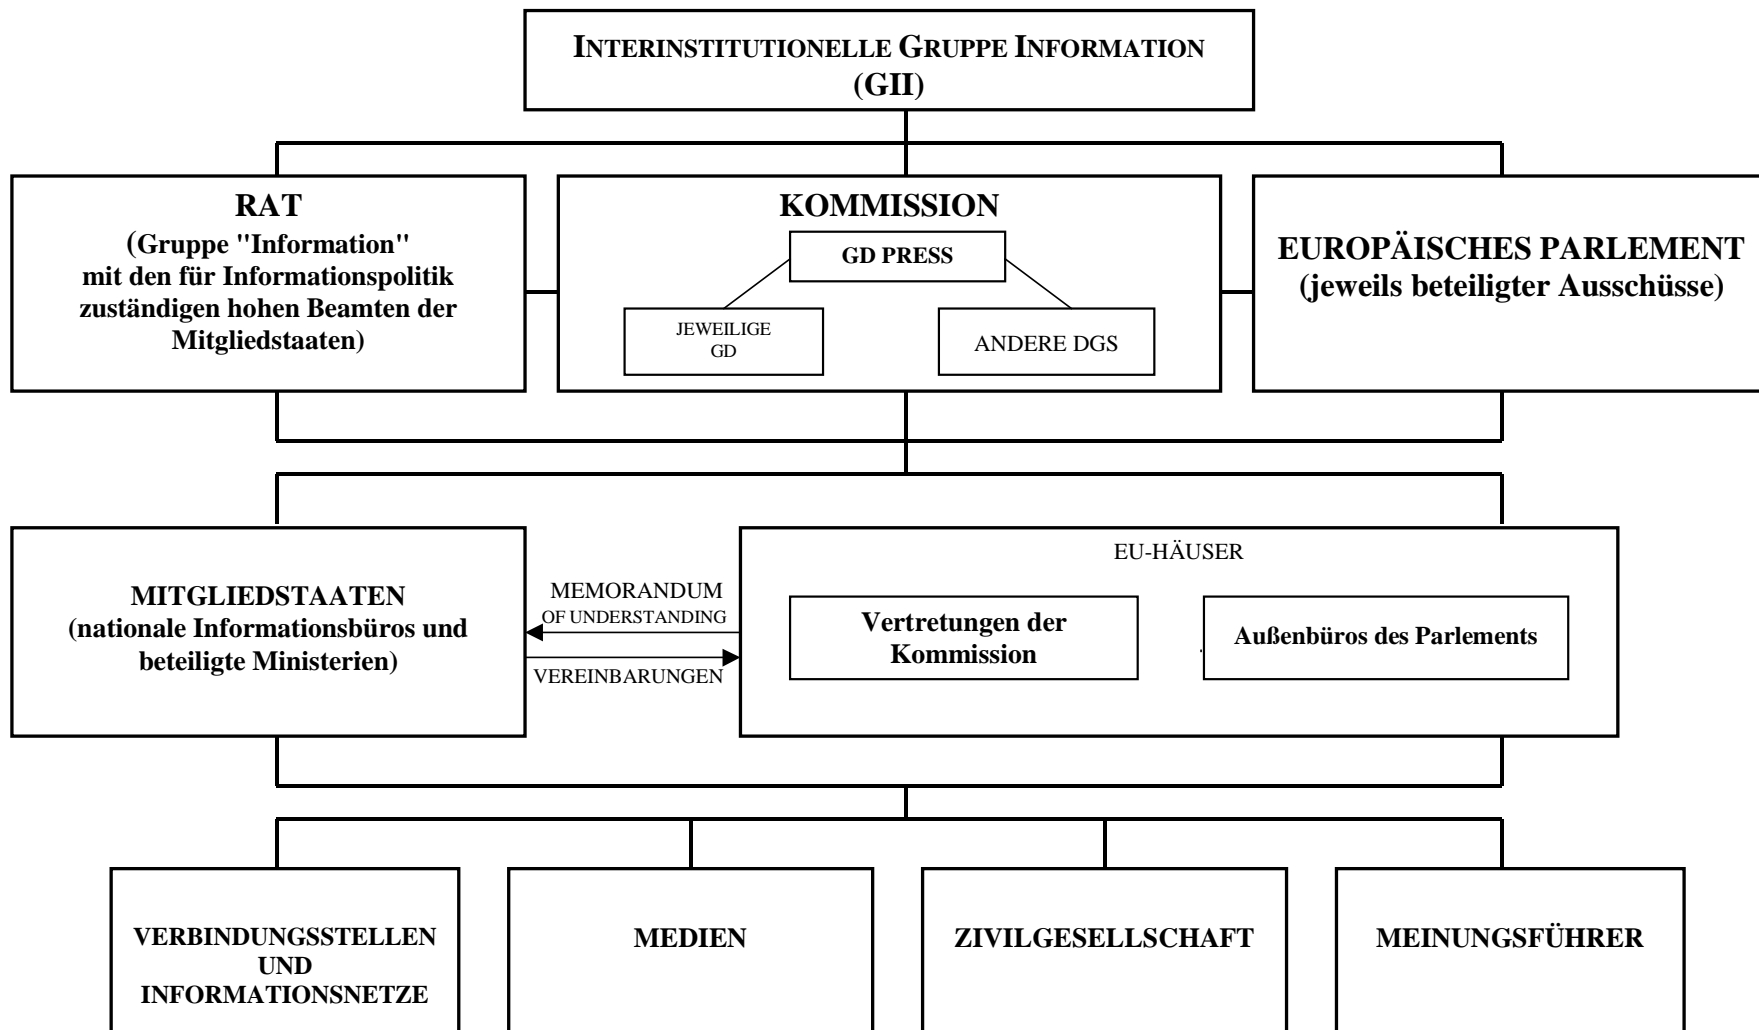 INTERINSTITUTIONELLE GRUPPE INFORMATION
(GII)
RAT
(Gruppe "Information"
mit den für Informationspolitik
zuständigen hohen Beamten der
Mitgliedstaaten)
KOMMISSION
GD PRESS
JEWEILIGE
GD
ANDERE DGS
EUROPÄISCHES PARLEMENT
(jeweils beteiligter Ausschüsse)
MITGLIEDSTAATEN
(nationale Informationsbüros und
beteiligte Ministerien)
MEMORANDUM
OF UNDERSTANDING
VEREINBARUNGEN
EU-HÄUSER
Vertretungen der
Kommission
Außenbüros des Parlements
VERBINDUNGSSTELLEN
UND
INFORMATIONSNETZE
MEDIEN
ZIVILGESELLSCHAFT
MEINUNGSFÜHRER